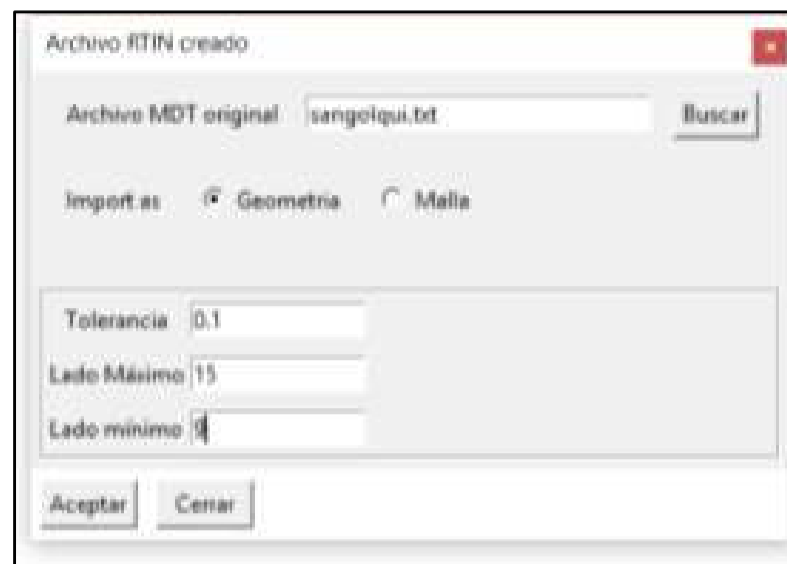 Archivo RTIN creado
Archivo MDT original sangolqui.txt Buscar
Import as Geometria Malla
Tolerancia 0.1
Lado Máximo 15
Lado mínimo 9
Aceptar Cerrar